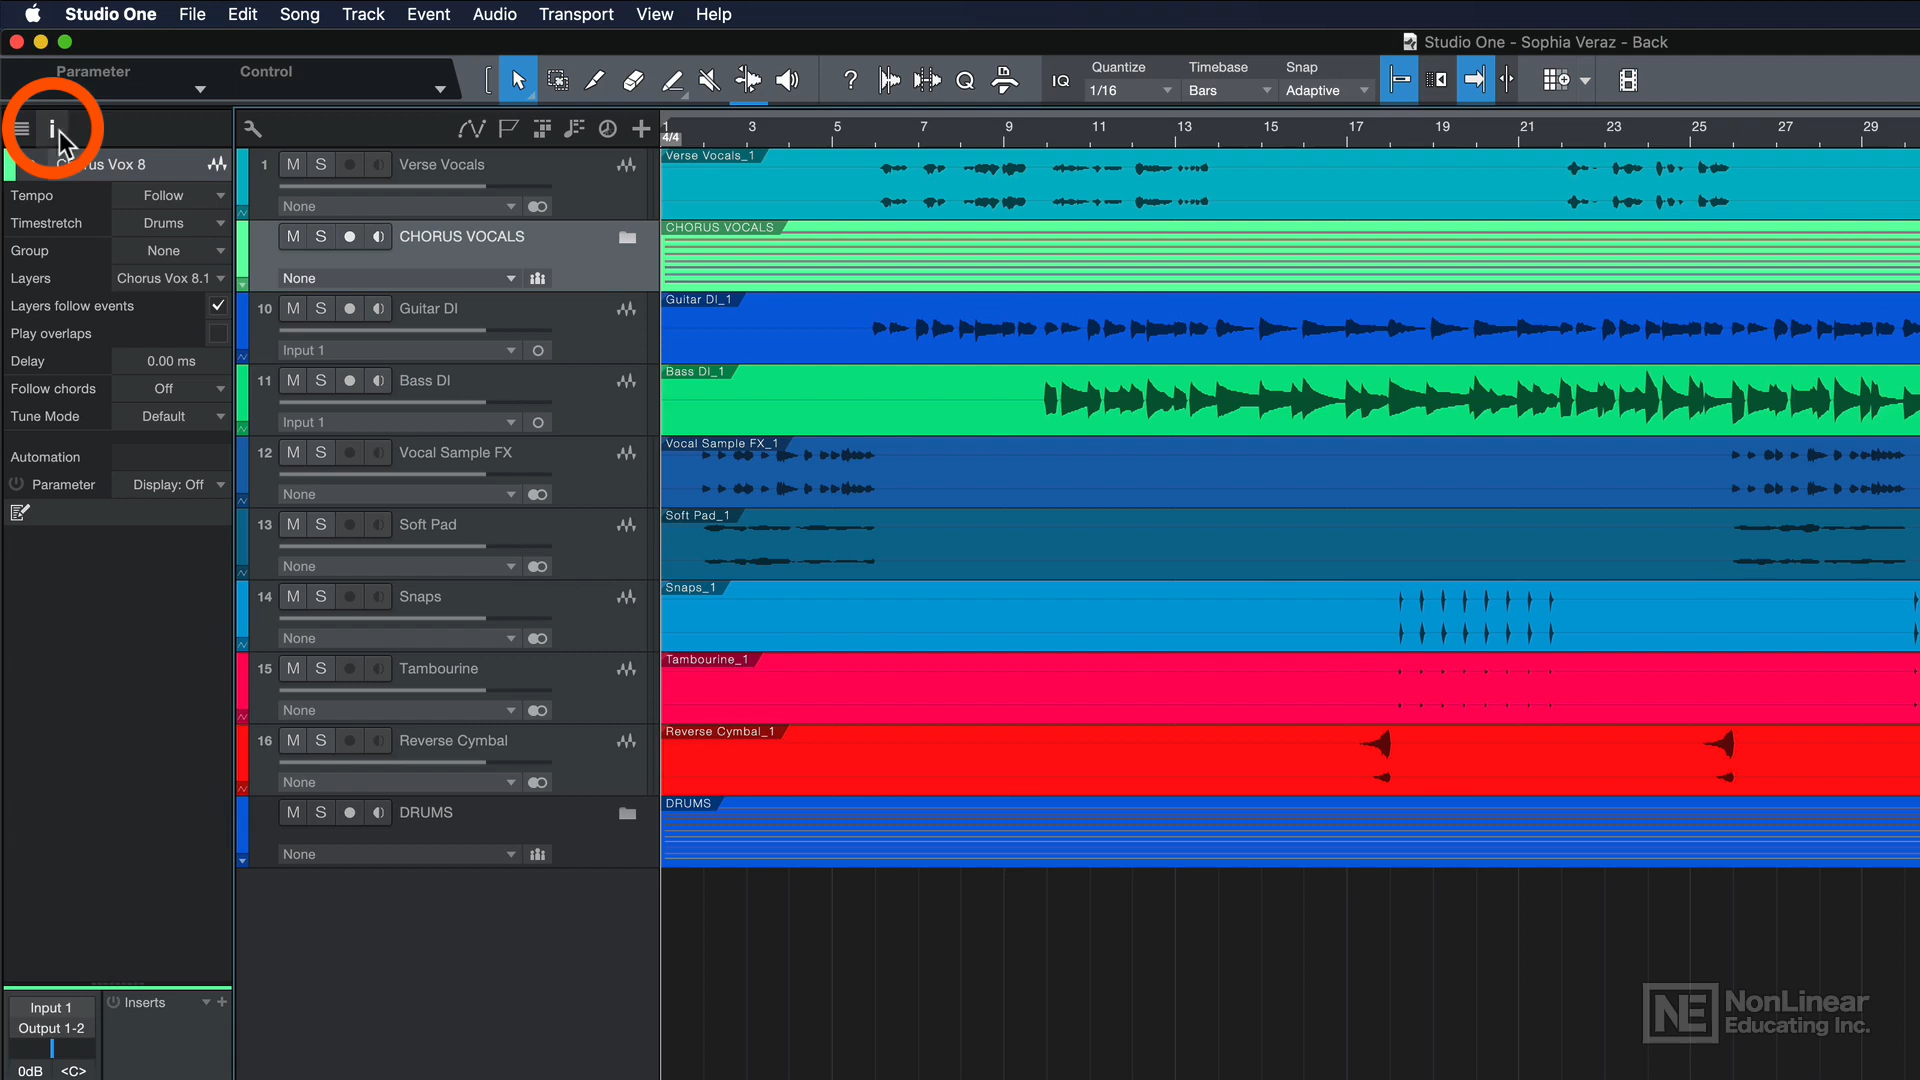 Studio One File Edit Song Track Event Audio Transport View Help
Studio One - Sophia Veraz - Back
Parameter Control
IQ Quantize Timebase Snap
1/16 Bars Adaptive
i
1 3 5 7 9 11 13 15 17 19 21 23 25 27 29
4/4
Chorus Vox 8
Tempo Follow
Timestretch Drums
Group None
Layers Chorus Vox 8.1
Layers follow events
Play overlaps
Delay 0.00 ms
Follow chords Off
Tune Mode Default
Automation
Parameter Display: Off
1 M S Verse Vocals
None
M S CHORUS VOCALS
None
10 M S Guitar DI
Input 1
11 M S Bass DI
Input 1
12 M S Vocal Sample FX
None
13 M S Soft Pad
None
14 M S Snaps
None
15 M S Tambourine
None
16 M S Reverse Cymbal
None
M S DRUMS
None
Verse Vocals_1
CHORUS VOCALS
Guitar DI_1
Bass DI_1
Vocal Sample FX_1
Soft Pad_1
Snaps_1
Tambourine_1
Reverse Cymbal_1
DRUMS
Input 1 Inserts
Output 1-2
0dB <C>
NE NonLinear
Educating Inc.